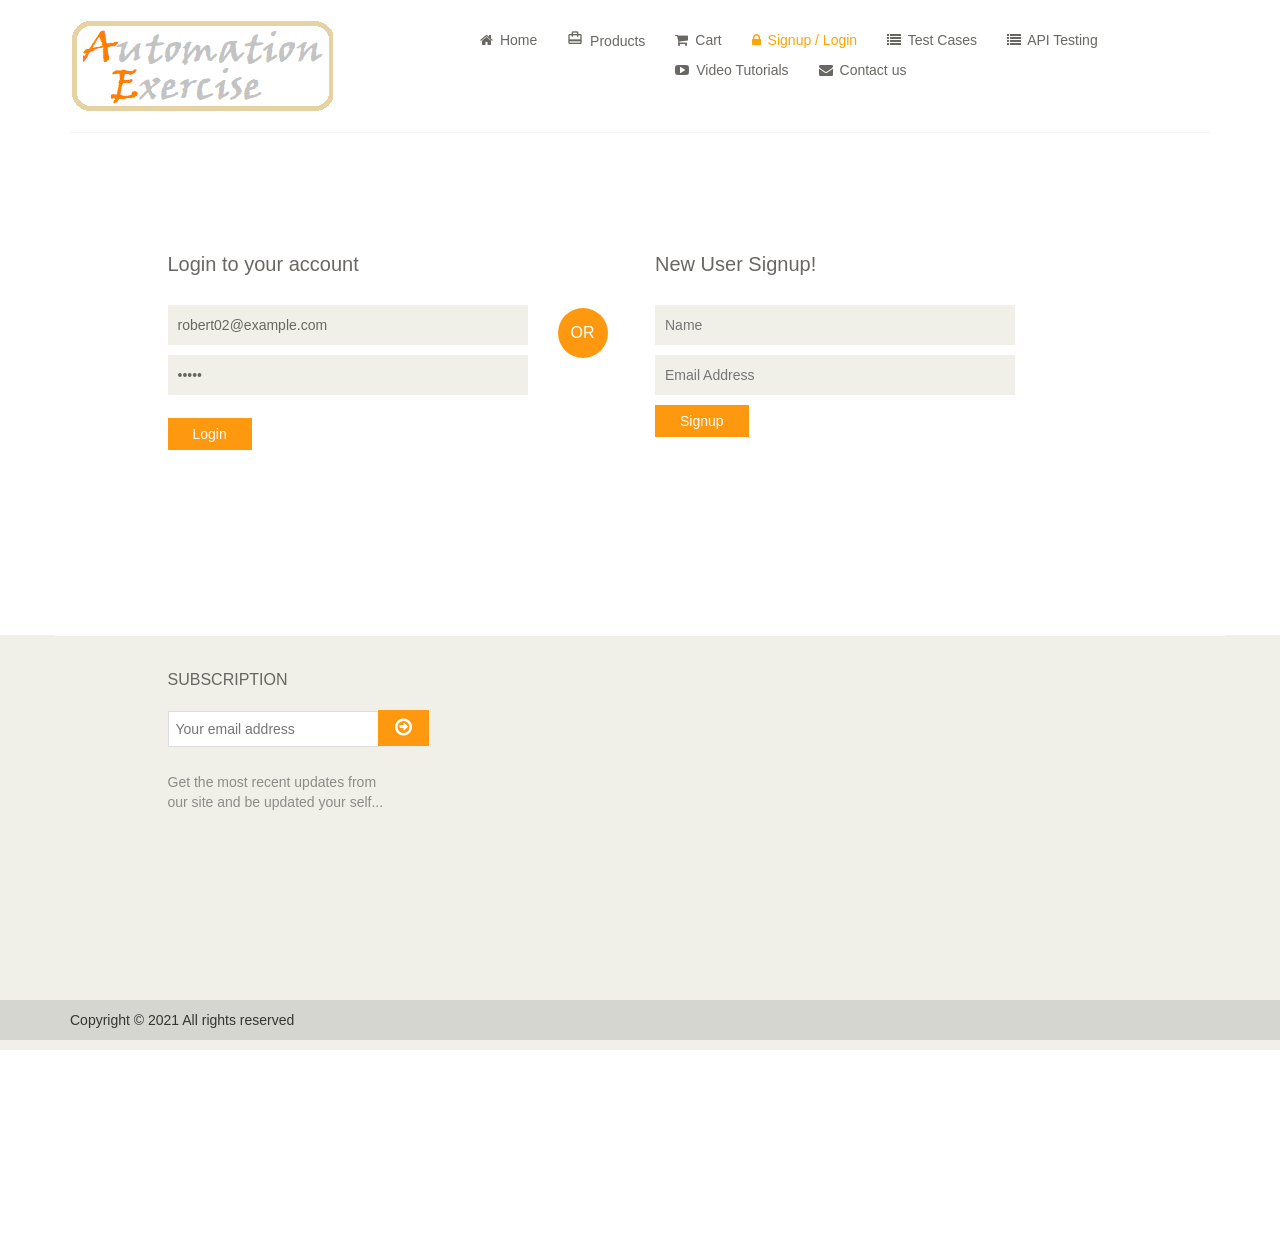 Automation
Exercise
Home Products Cart Signup / Login Test Cases API Testing
Video Tutorials Contact us
Login to your account
robert02@example.com
•••••
Login
OR
New User Signup!
Name
Email Address
Signup
SUBSCRIPTION
Your email address
Get the most recent updates from
our site and be updated your self...
Copyright © 2021 All rights reserved